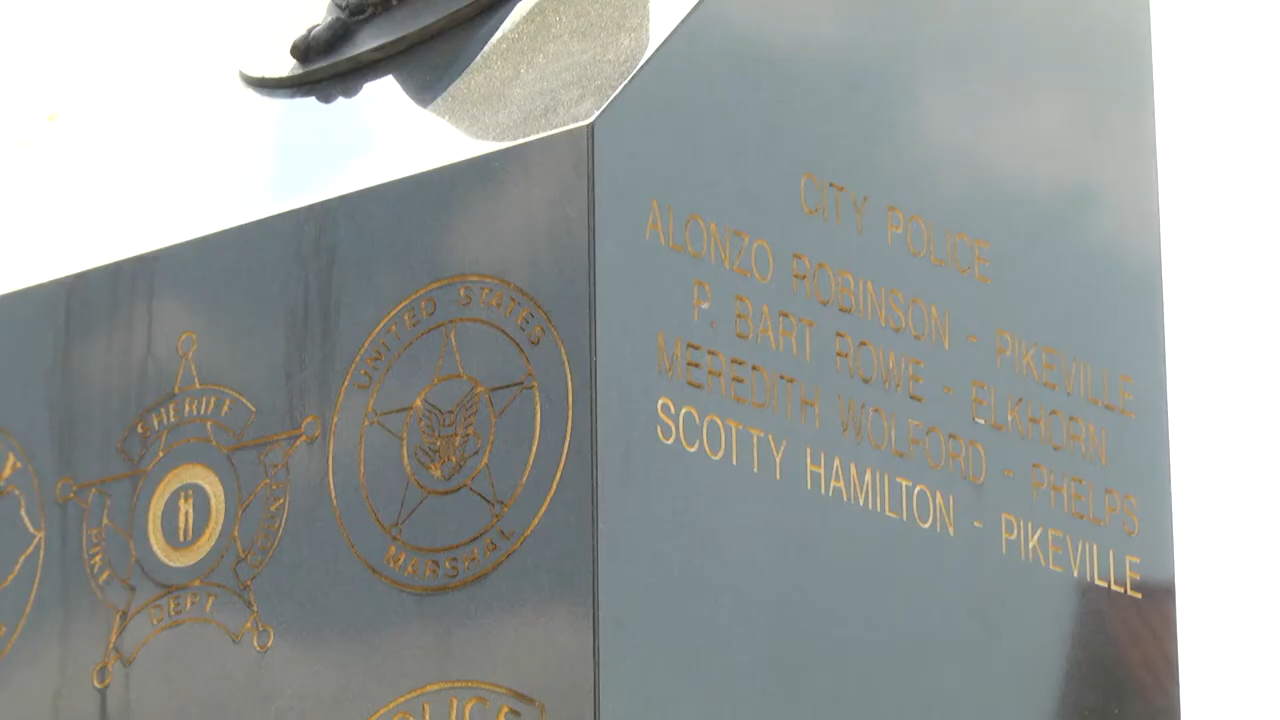 CITY POLICE
ALONZO ROBINSON - PIKEVILLE
P. BART ROWE - ELKHORN
MEREDITH WOLFORD - PHELPS
SCOTTY HAMILTON - PIKEVILLE
UNITED STATES
MARSHAL
SHERIFF
PIKE
DEPT
POLICE